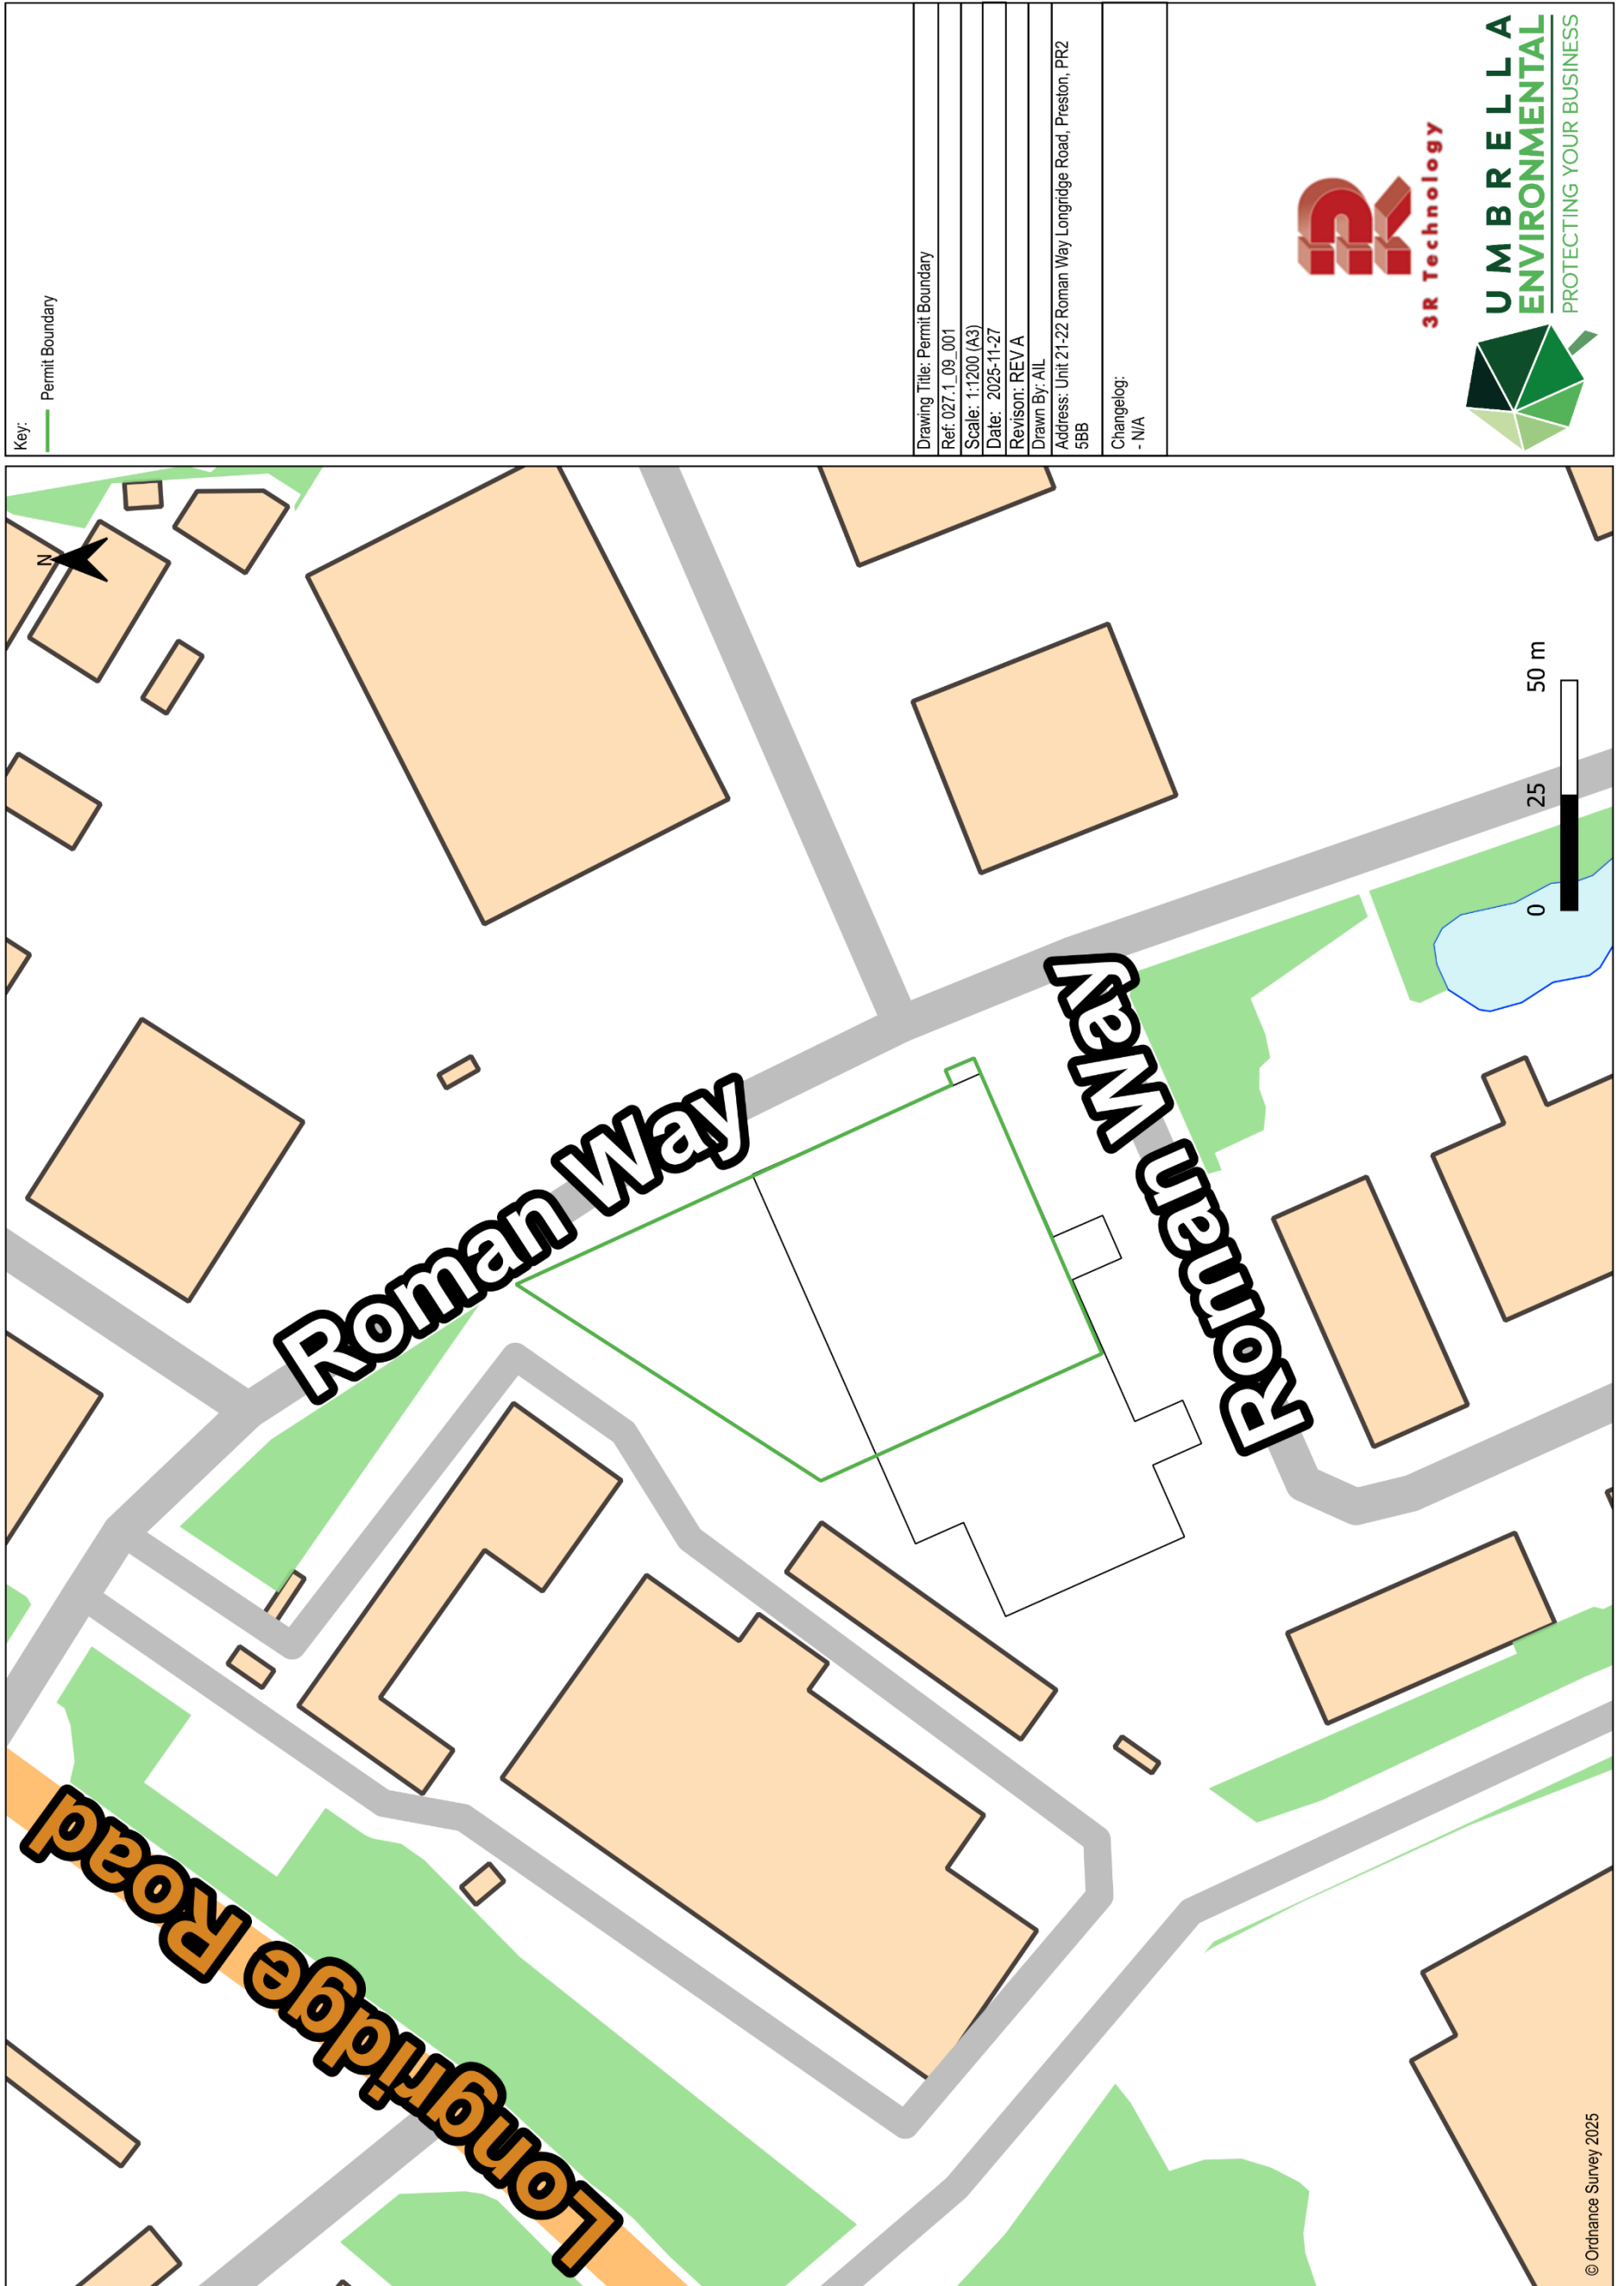 Key:
Permit Boundary
Drawing Title: Permit Boundary
Ref: 027.1_09_001
Scale: 1:1200 (A3)
Date: 2025-11-27
Revison: REV A
Drawn By: AIL
Address: Unit 21-22 Roman Way Longridge Road, Preston, PR2
5BB
Changelog:
- N/A
3R
3R Technology
UMBRELLA
ENVIRONMENTAL
PROTECTING YOUR BUSINESS
N
Roman Way
Roman Way
Longridge Road
0 25 50 m
© Ordnance Survey 2025